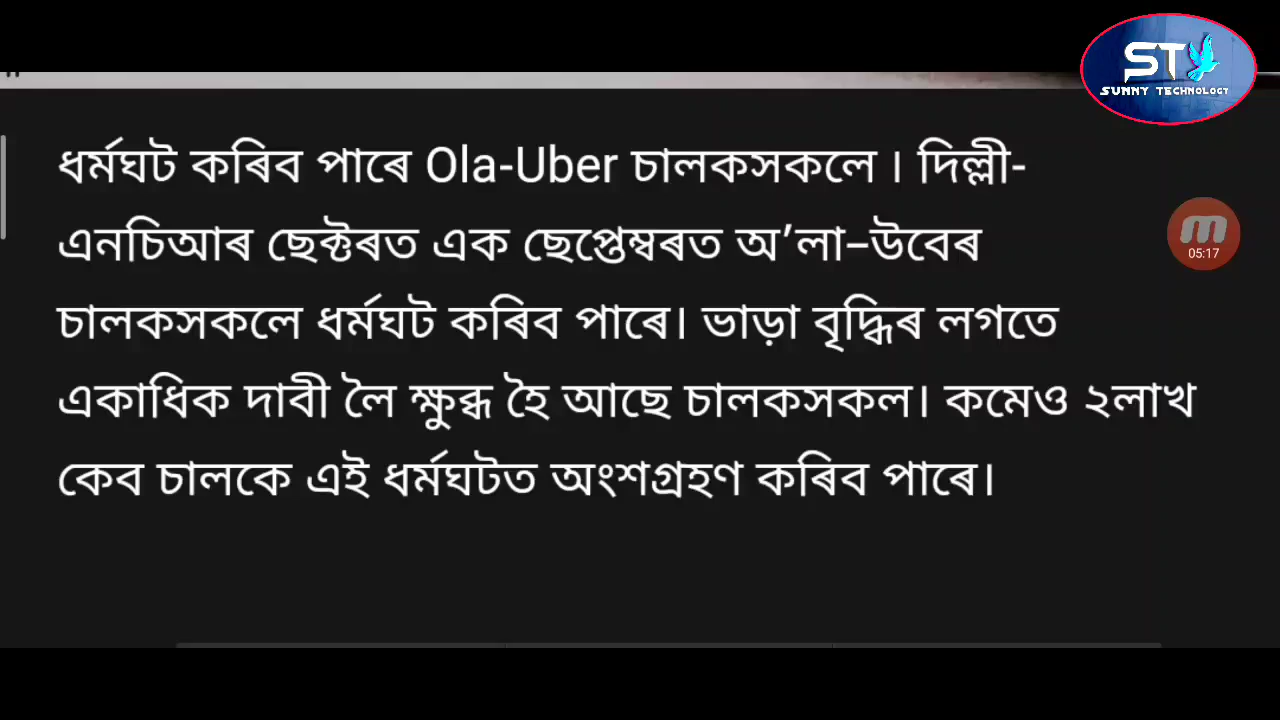 ST
SUNNY TECHNOLOGY
ধৰ্মঘট কৰিব পাৰে Ola-Uber চালকসকলে । দিল্লী-
এনচিআৰ ছেক্টৰত এক ছেপ্তেম্বৰত অ’লা–উবেৰ
চালকসকলে ধৰ্মঘট কৰিব পাৰে। ভাড়া বৃদ্ধিৰ লগতে
একাধিক দাবী লৈ ক্ষুব্ধ হৈ আছে চালকসকল। কমেও ২লাখ
কেব চালকে এই ধৰ্মঘটত অংশগ্ৰহণ কৰিব পাৰে।
05:17